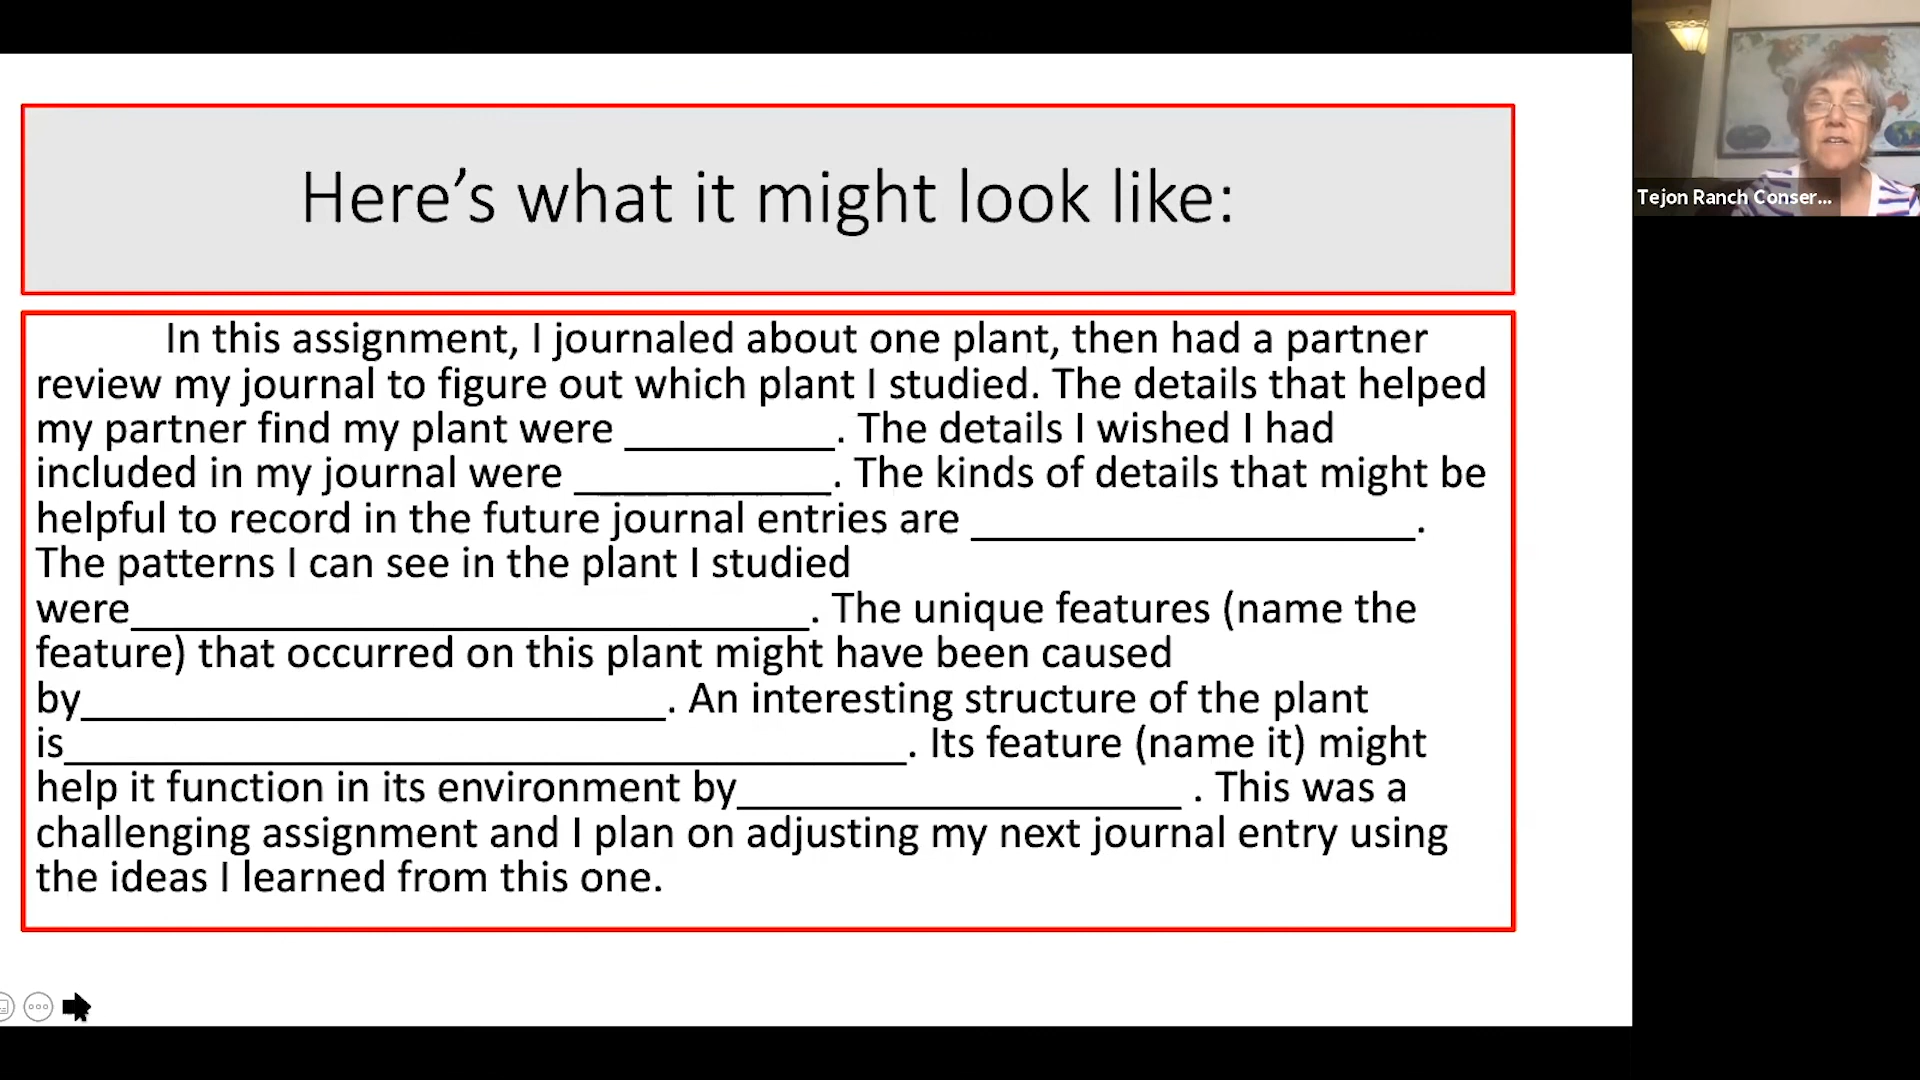 Here's what it might look like:
In this assignment, I journaled about one plant, then had a partner
review my journal to figure out which plant I studied. The details that helped
my partner find my plant were __________. The details I wished I had
included in my journal were ____________. The kinds of details that might be
helpful to record in the future journal entries are _____________________.
The patterns I can see in the plant I studied
were________________________________. The unique features (name the
feature) that occurred on this plant might have been caused
by____________________________. An interesting structure of the plant
is________________________________________. Its feature (name it) might
help it function in its environment by_____________________ . This was a
challenging assignment and I plan on adjusting my next journal entry using
the ideas I learned from this one.
Tejon Ranch Conser...